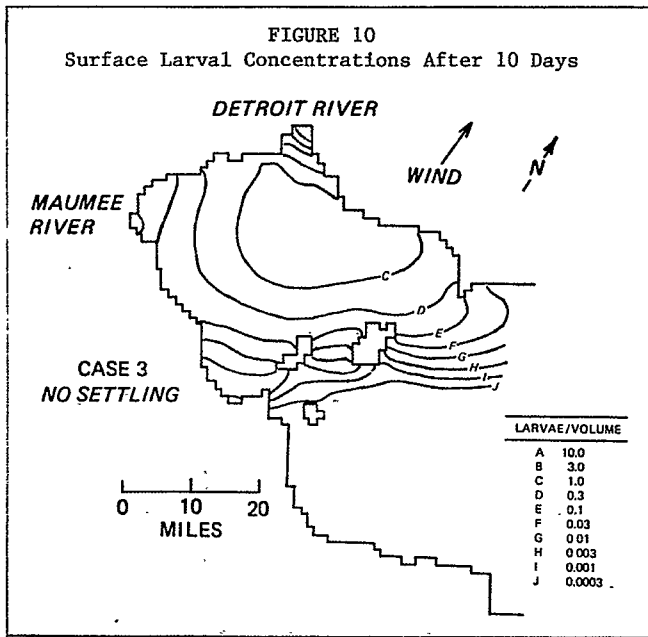 FIGURE 10
Surface Larval Concentrations After 10 Days
DETROIT RIVER
WIND
N
MAUMEE
RIVER
C
D
E
F
G
H
I
J
CASE 3
NO SETTLING
0 10 20
MILES
LARVAE/VOLUME
A 10.0
B 3.0
C 1.0
D 0.3
E 0.1
F 0.03
G 0.01
H 0.003
I 0.001
J 0.0003